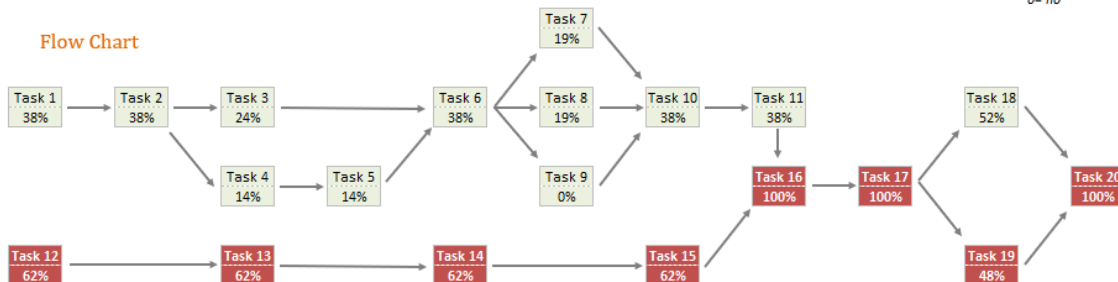 0= no
Flow Chart
Task 7
19%
Task 1
38%
Task 2
38%
Task 3
24%
Task 6
38%
Task 8
19%
Task 10
38%
Task 11
38%
Task 18
52%
Task 4
14%
Task 5
14%
Task 9
0%
Task 16
100%
Task 17
100%
Task 20
100%
Task 12
62%
Task 13
62%
Task 14
62%
Task 15
62%
Task 19
48%